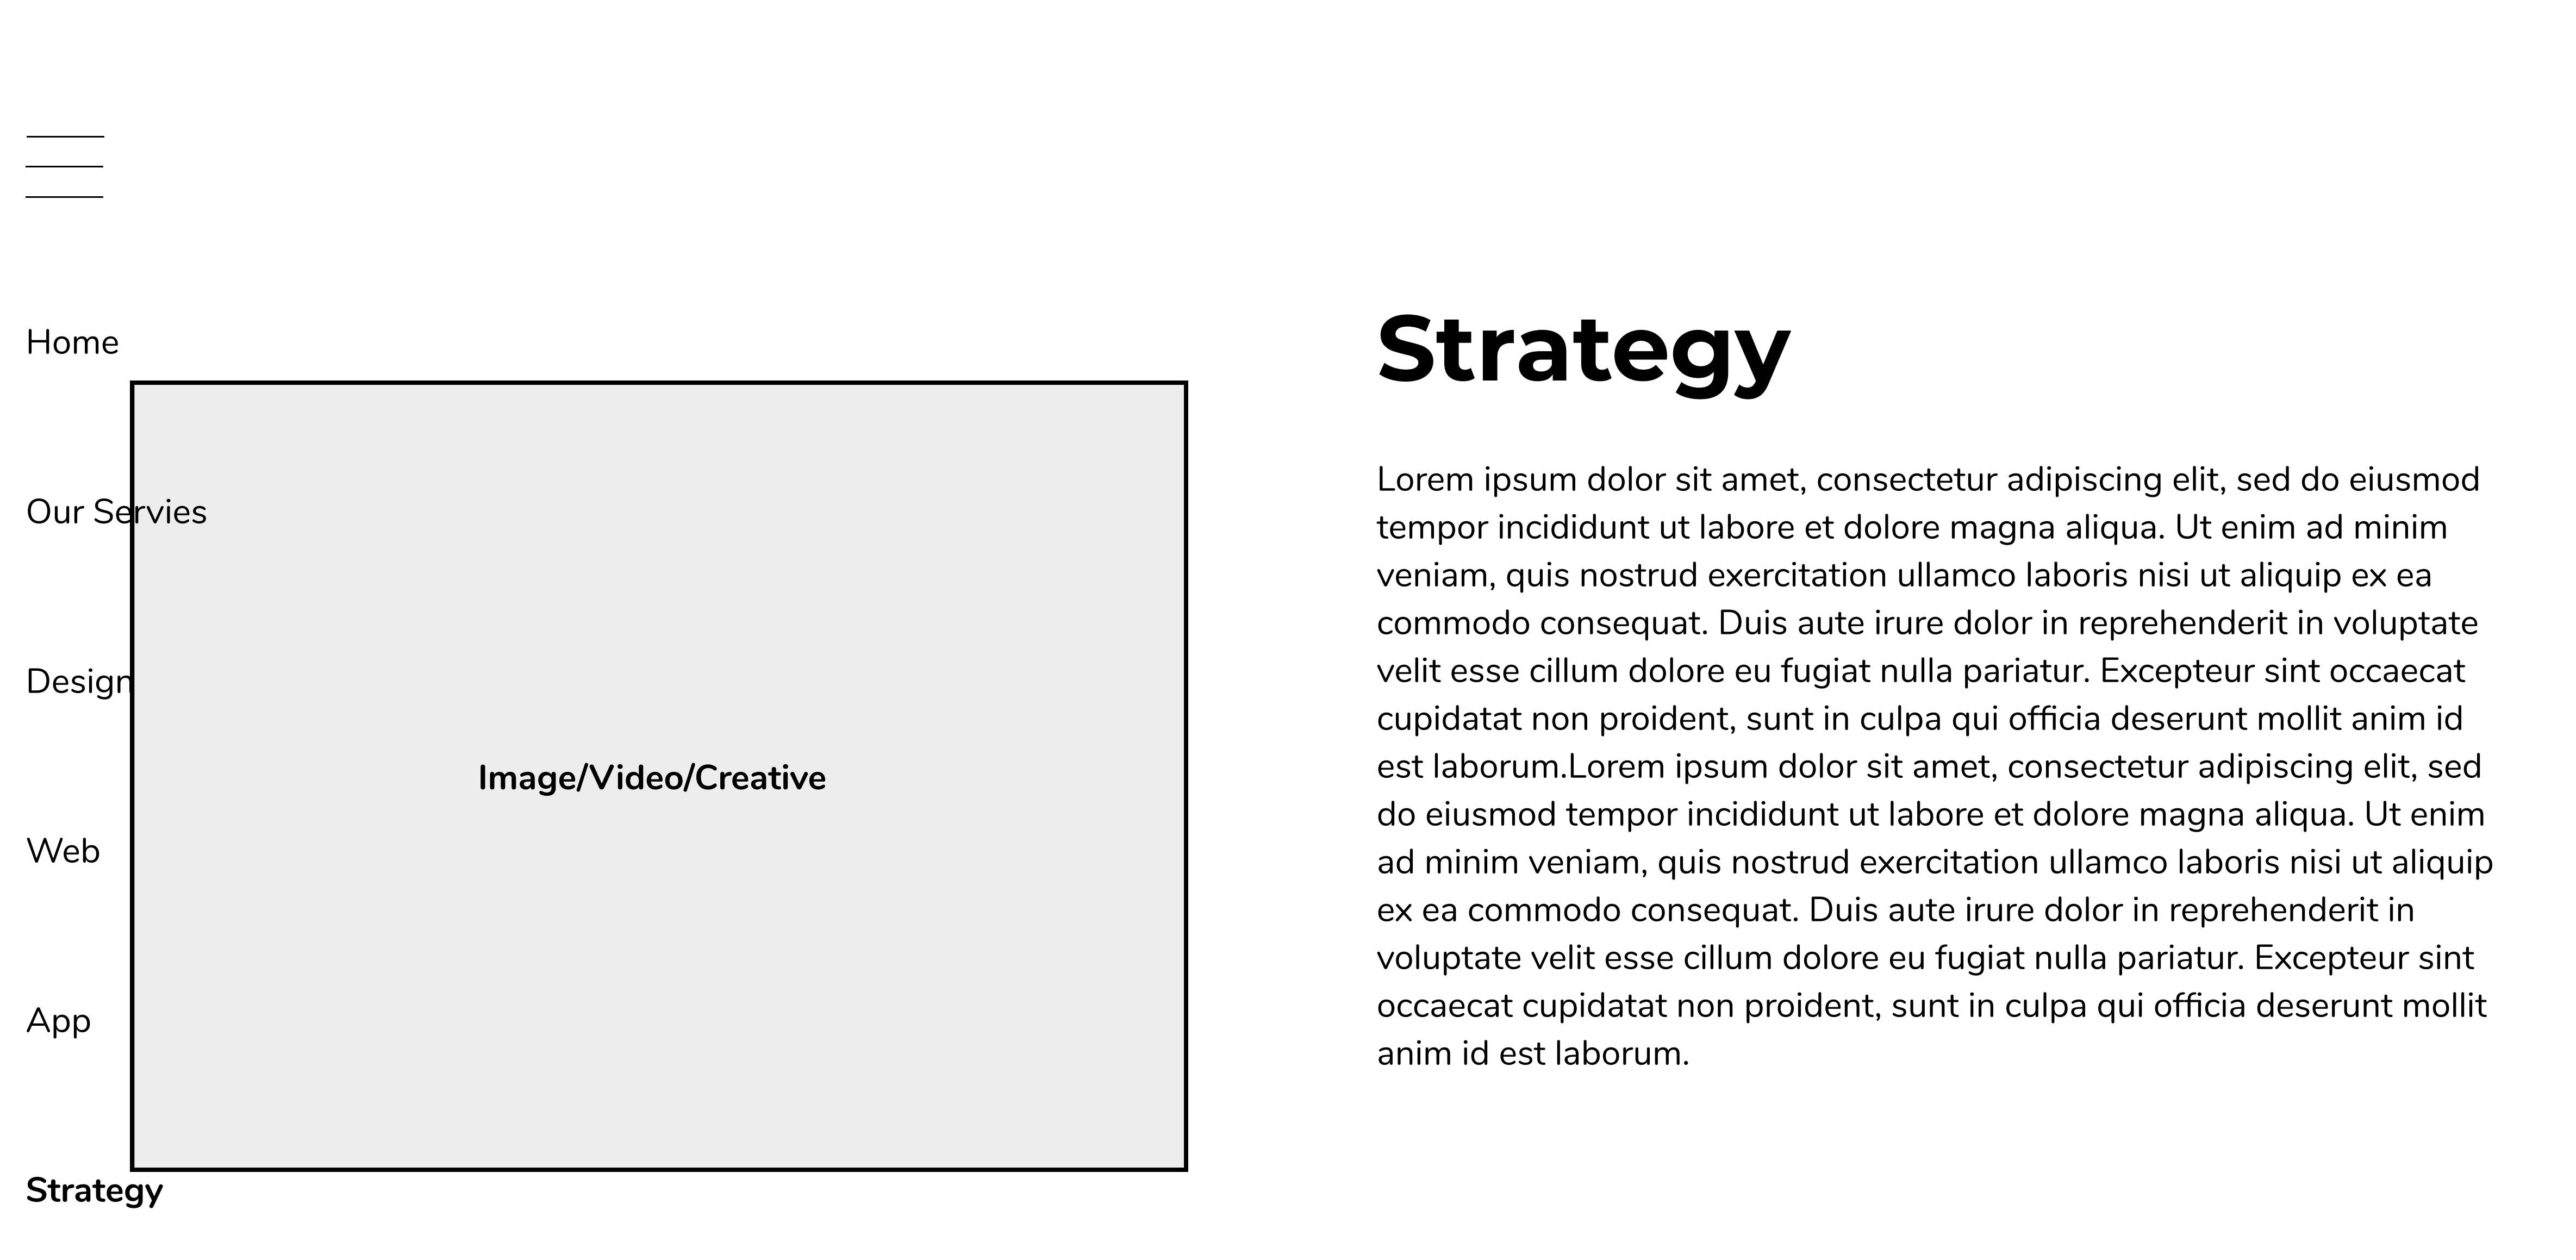 Home
Our Servies
Design
Web
App
Strategy
Image/Video/Creative
Strategy
Lorem ipsum dolor sit amet, consectetur adipiscing elit, sed do eiusmod
tempor incididunt ut labore et dolore magna aliqua. Ut enim ad minim
veniam, quis nostrud exercitation ullamco laboris nisi ut aliquip ex ea
commodo consequat. Duis aute irure dolor in reprehenderit in voluptate
velit esse cillum dolore eu fugiat nulla pariatur. Excepteur sint occaecat
cupidatat non proident, sunt in culpa qui officia deserunt mollit anim id
est laborum.Lorem ipsum dolor sit amet, consectetur adipiscing elit, sed
do eiusmod tempor incididunt ut labore et dolore magna aliqua. Ut enim
ad minim veniam, quis nostrud exercitation ullamco laboris nisi ut aliquip
ex ea commodo consequat. Duis aute irure dolor in reprehenderit in
voluptate velit esse cillum dolore eu fugiat nulla pariatur. Excepteur sint
occaecat cupidatat non proident, sunt in culpa qui officia deserunt mollit
anim id est laborum.